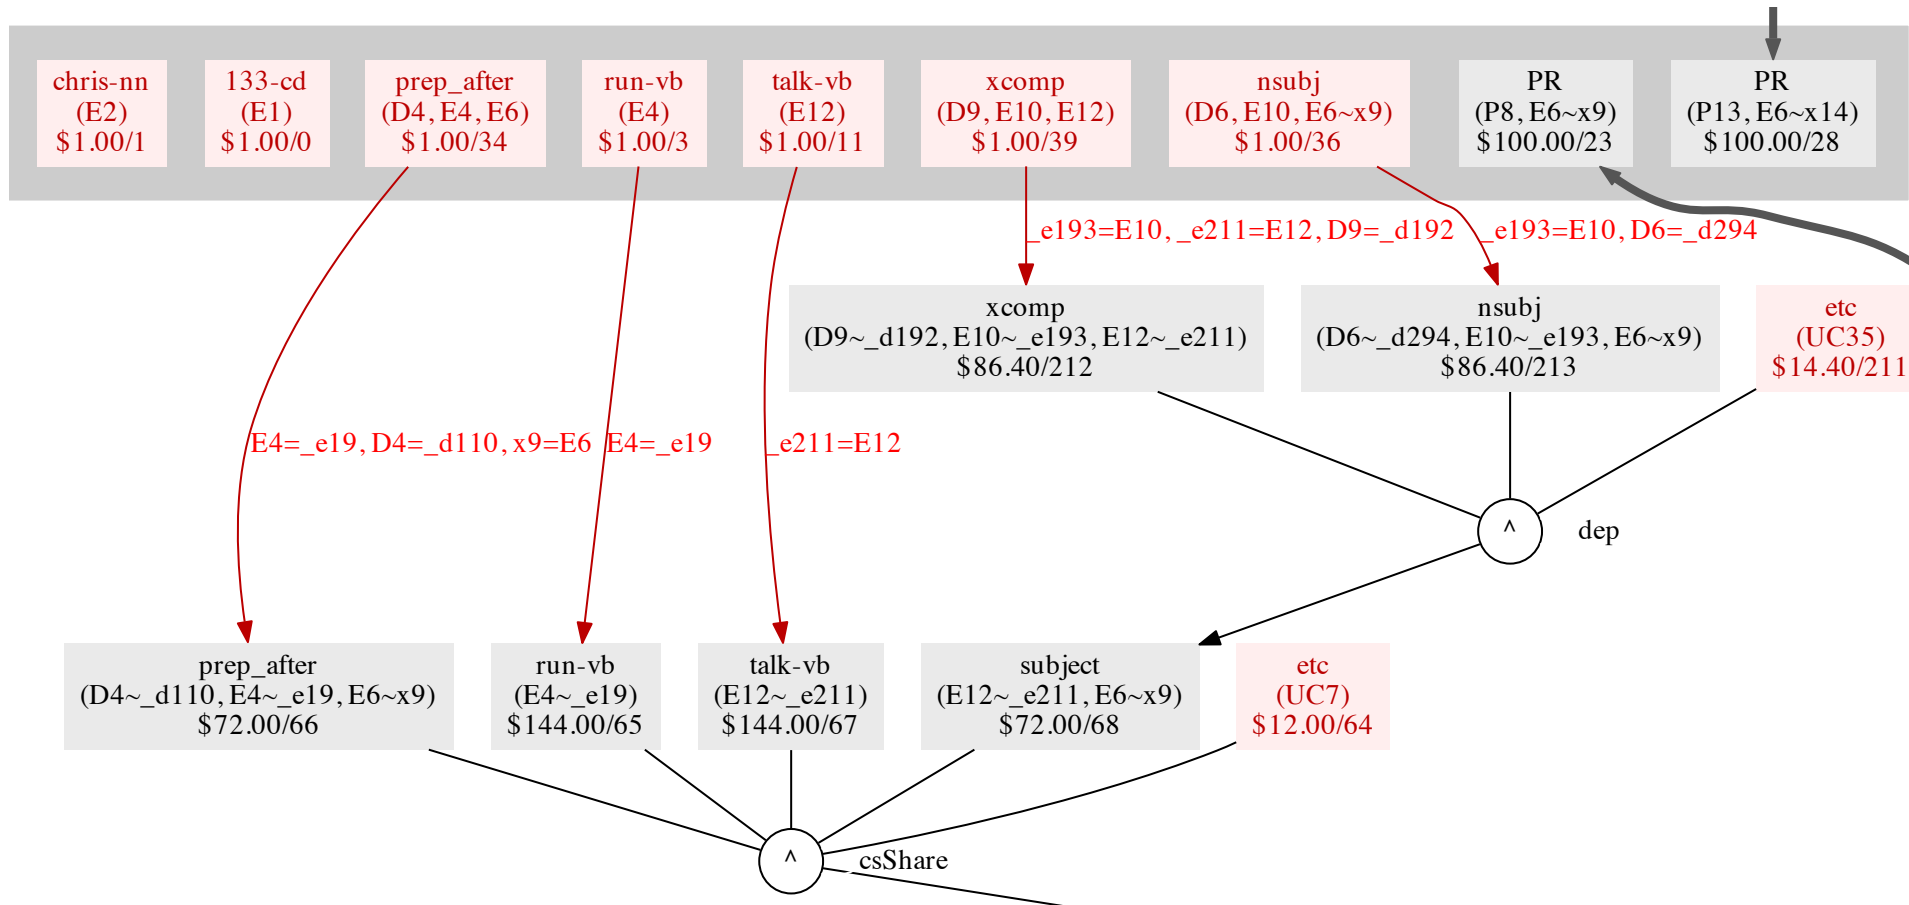 chris-nn
(E2)
$1.00/1
133-cd
(E1)
$1.00/0
prep_after
(D4, E4, E6)
$1.00/34
run-vb
(E4)
$1.00/3
talk-vb
(E12)
$1.00/11
xcomp
(D9, E10, E12)
$1.00/39
nsubj
(D6, E10, E6~x9)
$1.00/36
PR
(P8, E6~x9)
$100.00/23
PR
(P13, E6~x14)
$100.00/28
_e193=E10, _e211=E12, D9=_d192
_e193=E10, D6=_d294
xcomp
(D9~_d192, E10~_e193, E12~_e211)
$86.40/212
nsubj
(D6~_d294, E10~_e193, E6~x9)
$86.40/213
etc
(UC35)
$14.40/211
E4=_e19, D4=_d110, x9=E6
E4=_e19
_e211=E12
^
dep
prep_after
(D4~_d110, E4~_e19, E6~x9)
$72.00/66
run-vb
(E4~_e19)
$144.00/65
talk-vb
(E12~_e211)
$144.00/67
subject
(E12~_e211, E6~x9)
$72.00/68
etc
(UC7)
$12.00/64
^
csShare